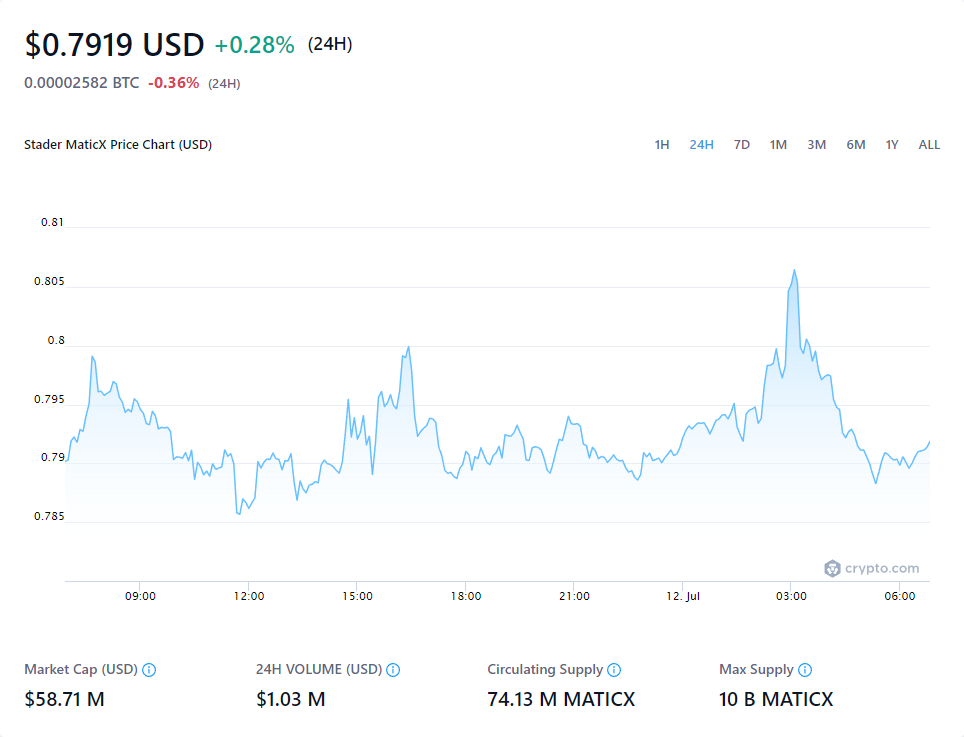 $0.7919 USD +0.28% (24H)
0.00002582 BTC -0.36% (24H)
Stader MaticX Price Chart (USD) 1H 24H 7D 1M 3M 6M 1Y ALL
0.81
0.805
0.8
0.795
0.79
0.785
crypto.com
09:00 12:00 15:00 18:00 21:00 12. Jul 03:00 06:00
Market Cap (USD) 24H VOLUME (USD) Circulating Supply Max Supply
$58.71 M $1.03 M 74.13 M MATICX 10 B MATICX